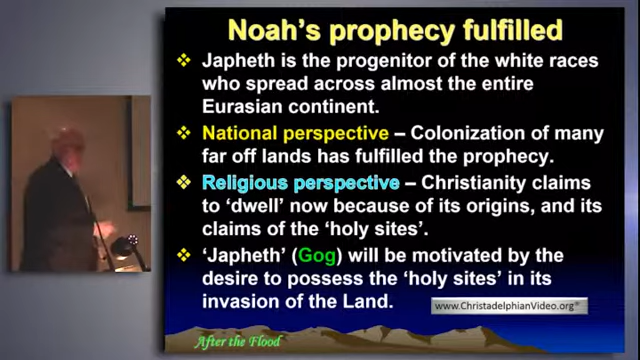 Noah's prophecy fulfilled
Japheth is the progenitor of the white races
who spread across almost the entire
Eurasian continent.
National perspective – Colonization of many
far off lands has fulfilled the prophecy.
Religious perspective – Christianity claims
to 'dwell' now because of its origins, and its
claims of the 'holy sites'.
'Japheth' (Gog) will be motivated by the
desire to possess the 'holy sites' in its
invasion of the Land.
www.ChristadelphianVideo.org®
After the Flood